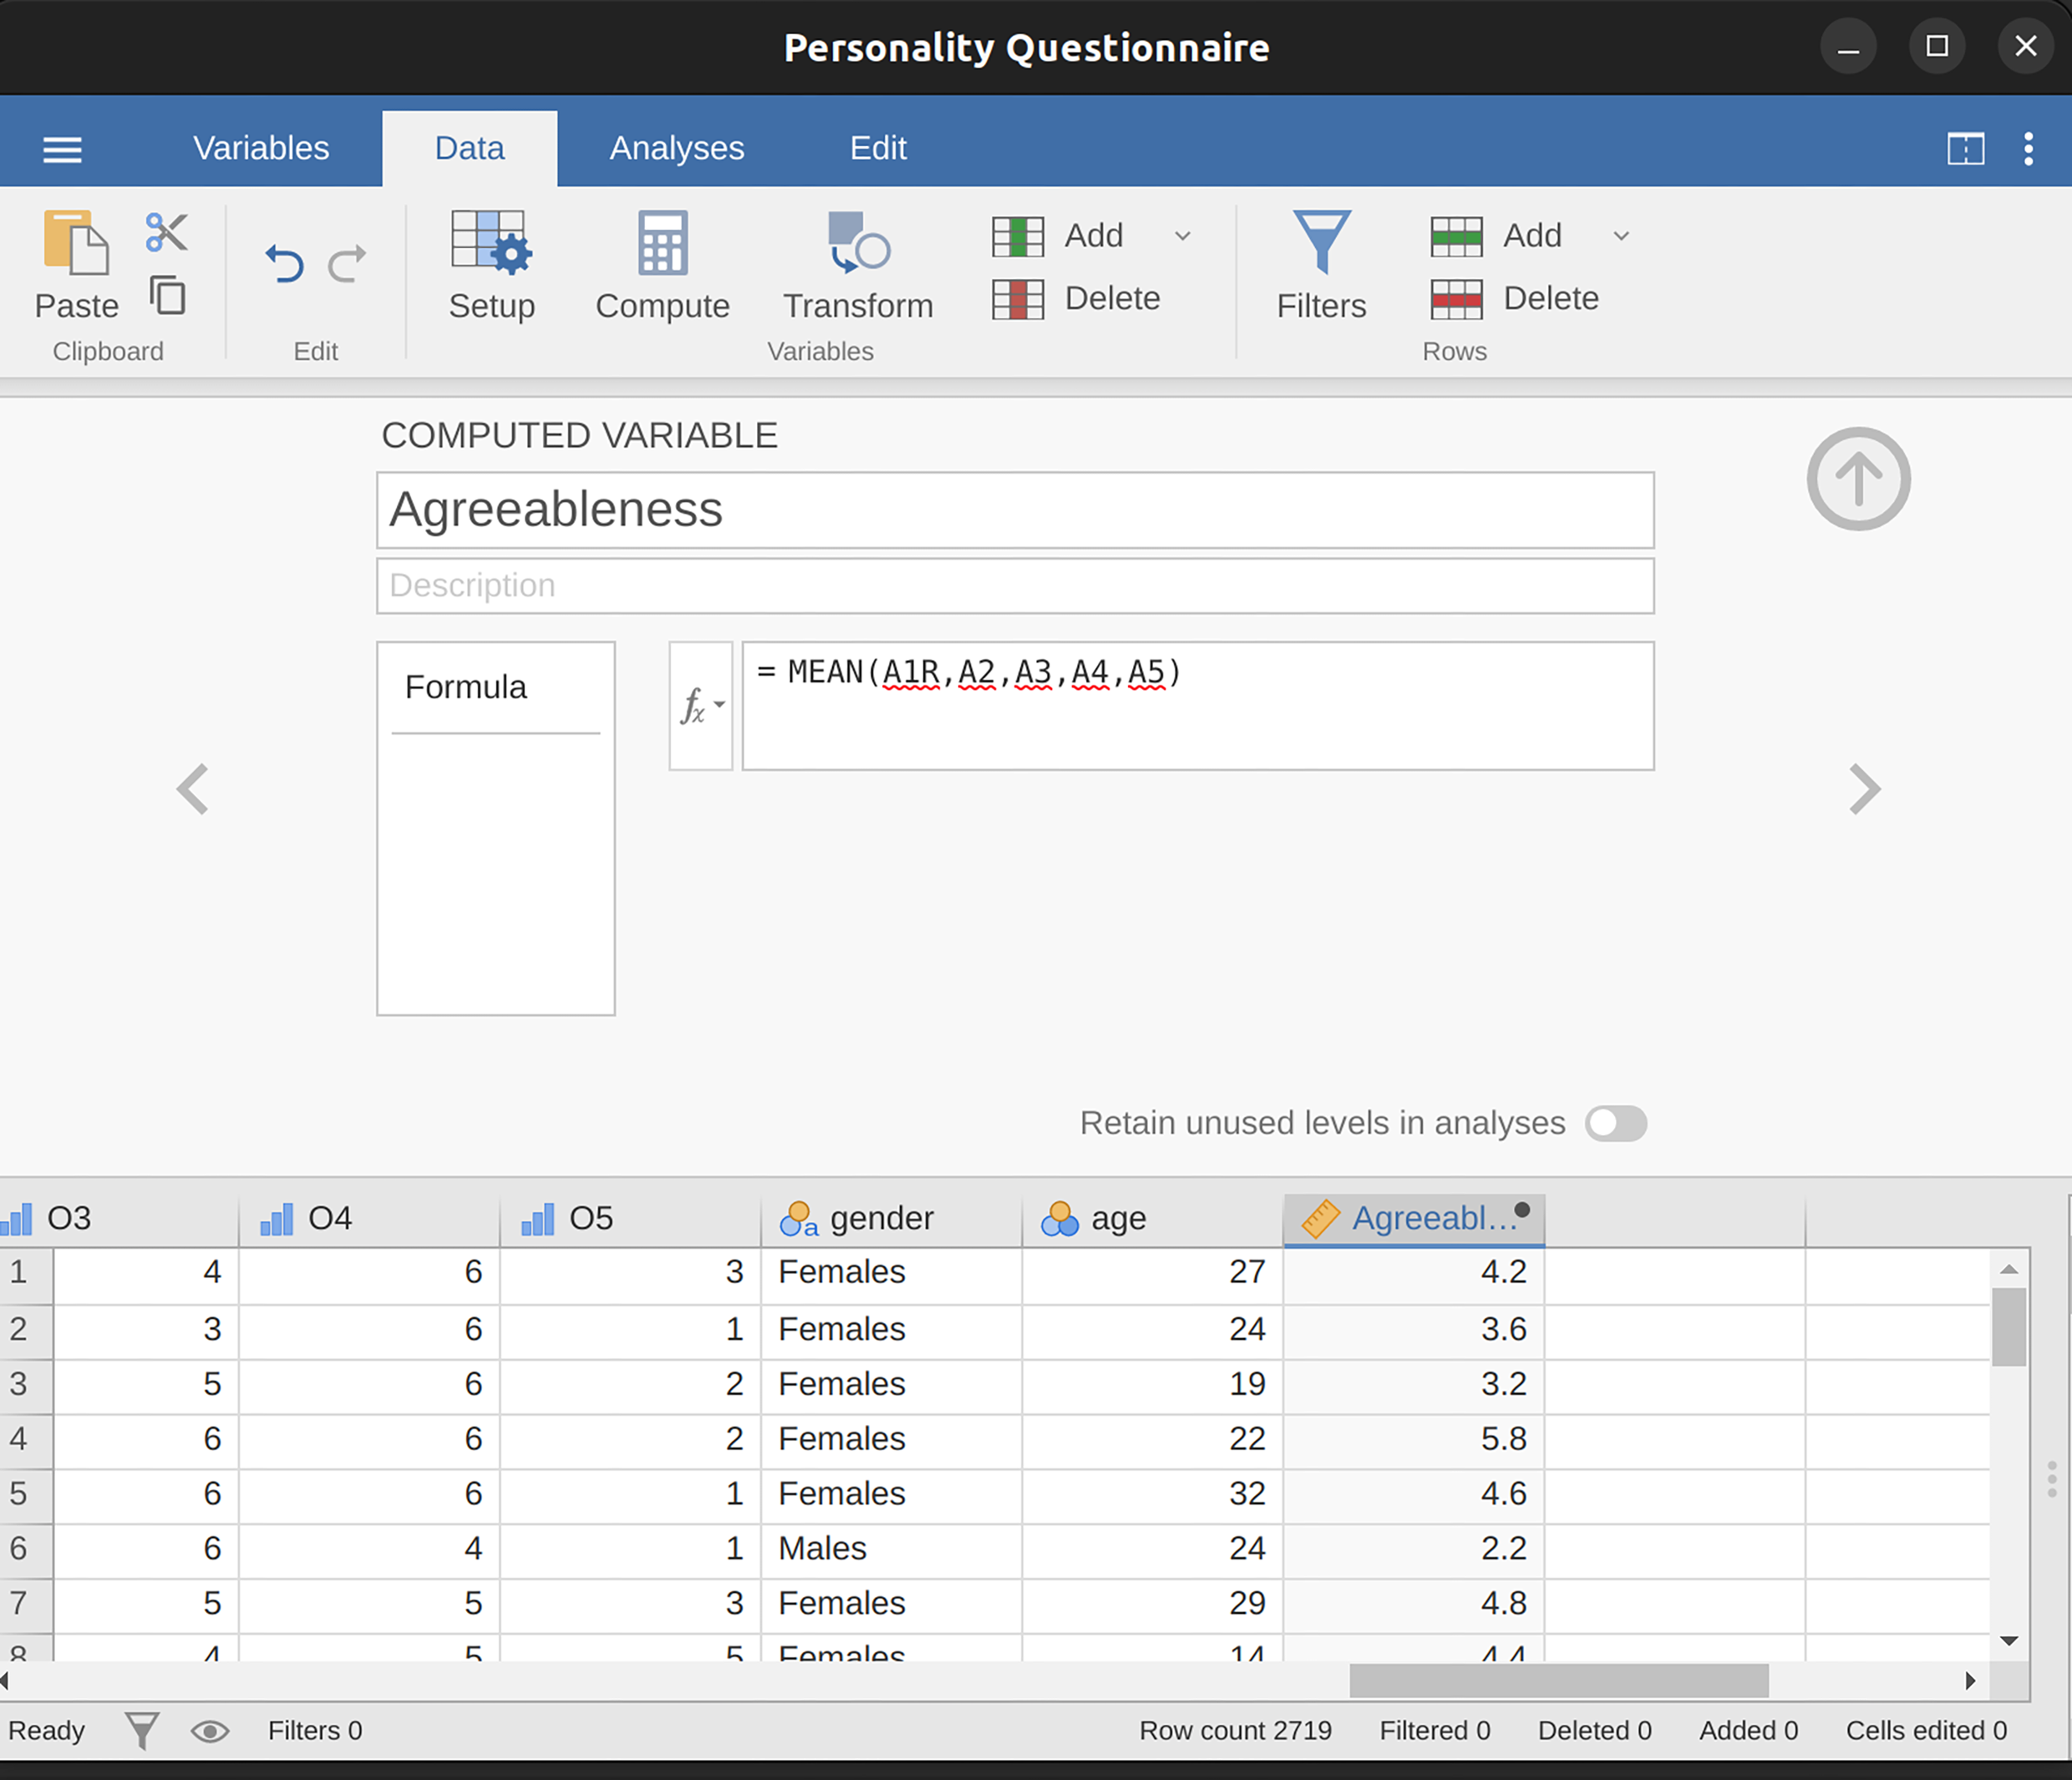 Personality Questionnaire
Variables Data Analyses Edit
Paste Setup Compute Transform Add Delete Filters Add Delete
Clipboard Edit Variables Rows
COMPUTED VARIABLE
Agreeableness
Description
Formula
fx = MEAN(A1R,A2,A3,A4,A5)
Retain unused levels in analyses
O3 O4 O5 a gender age Agreeabl...
1 4 6 3 Females 27 4.2
2 3 6 1 Females 24 3.6
3 5 6 2 Females 19 3.2
4 6 6 2 Females 22 5.8
5 6 6 1 Females 32 4.6
6 6 4 1 Males 24 2.2
7 5 5 3 Females 29 4.8
8 4 5 5 Females 14 4.4
Ready Filters 0 Row count 2719 Filtered 0 Deleted 0 Added 0 Cells edited 0